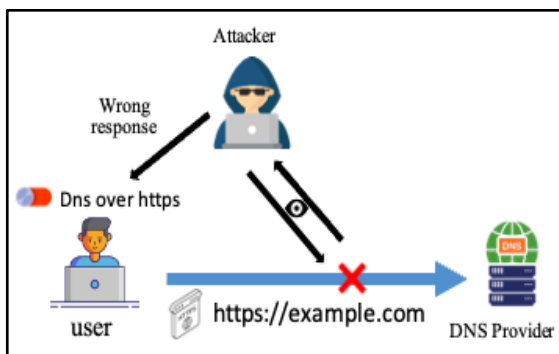 Attacker
Wrong
response
Dns over https
DNS
https://example.com
user
DNS Provider